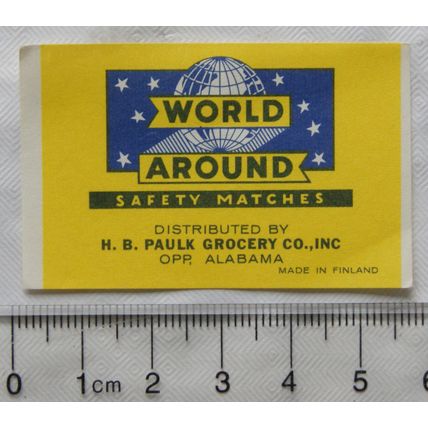 WORLD
AROUND
SAFETY MATCHES
DISTRIBUTED BY
H. B. PAULK GROCERY CO., INC
OPP, ALABAMA
MADE IN FINLAND
0 1cm 2 3 4 5 6